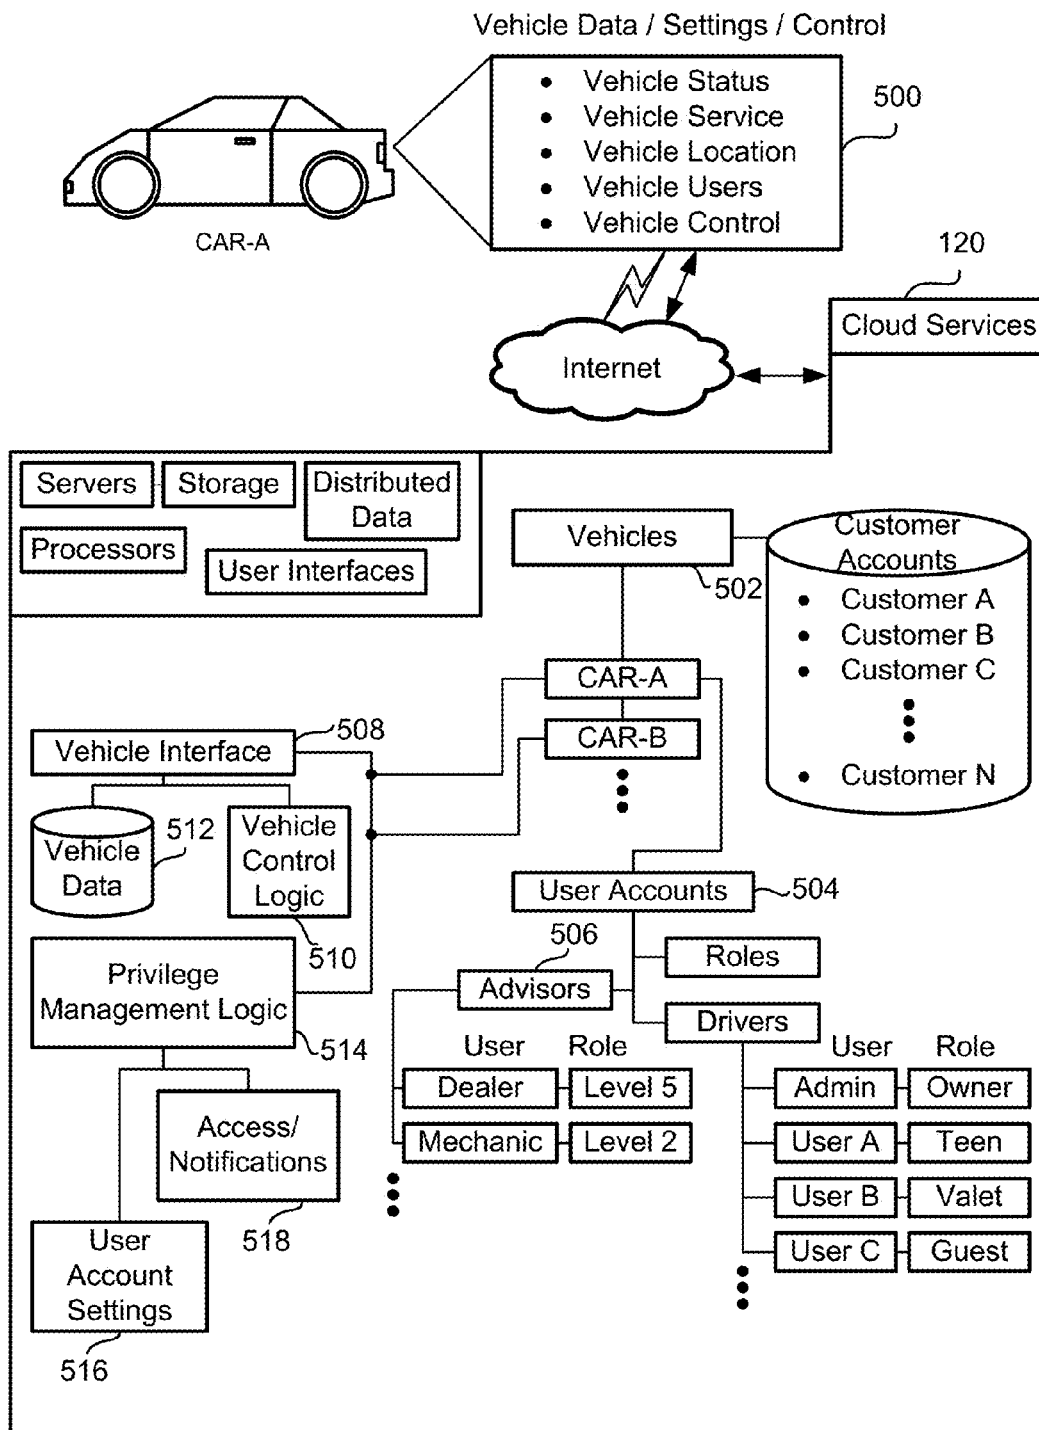 Vehicle Data / Settings / Control
• Vehicle Status
• Vehicle Service
• Vehicle Location
• Vehicle Users
• Vehicle Control
500
CAR-A
120
Cloud Services
Internet
Servers
Storage
Distributed
Data
Processors
User Interfaces
Vehicles
502
Customer
Accounts
• Customer A
• Customer B
• Customer C
• Customer N
CAR-A
CAR-B
508
Vehicle Interface
512
Vehicle
Data
Vehicle
Control
Logic
510
User Accounts
504
506
Advisors
Roles
Drivers
Privilege
Management Logic
514
User Role
Dealer Level 5
Mechanic Level 2
User Role
Admin Owner
User A Teen
User B Valet
User C Guest
Access/
Notifications
518
User
Account
Settings
516